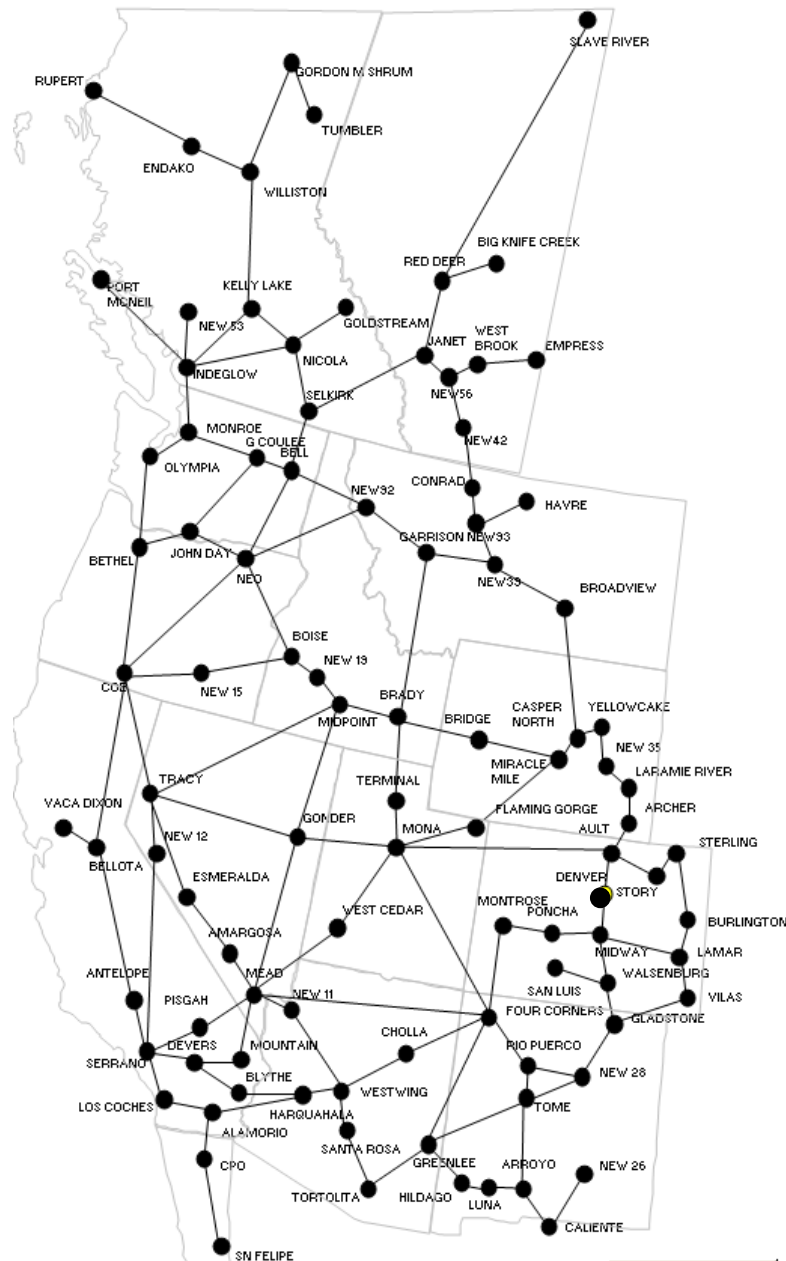 SLAVE RIVER
GORDON M SHRUM
RUPERT
TUMBLER
ENDAKO
WILLISTON
BIG KNIFE CREEK
RED DEER
PORT
MCNEIL
KELLY LAKE
GOLDSTREAM
NEW 53
WEST
BROOK
JANET
EMPRESS
NICOLA
INDEGLOW
NEW56
SELKIRK
MONROE
G COULEE
NEW42
BELL
OLYMPIA
CONRAD
NEW92
HAVRE
GARRISON
NEW93
BETHEL
JOHN DAY
NEO
NEW39
BROADVIEW
BOISE
NEW 19
COB
NEW 15
BRADY
MIDPOINT
BRIDGE
CASPER
NORTH
YELLOWCAKE
NEW 35
MIRACLE
MILE
LARAMIE RIVER
TRACY
TERMINAL
VACA DIXON
GONDER
FLAMING GORGE
ARCHER
NEW 12
MONA
AULT
STERLING
BELLOTA
ESMERALDA
DENVER
STORY
WEST CEDAR
MONTROSE
PONCHA
BURLINGTON
AMARGOSA
MIDWAY
LAMAR
MEAD
WALSENBURG
ANTELOPE
PISGAH
NEW 11
SAN LUIS
VILAS
FOUR CORNERS
GLADSTONE
CHOLLA
RIO PUERCO
SERRANO
DEVERS
MOUNTAIN
BLYTHE
WESTWING
NEW 28
LOS COCHES
HARQUAHALA
TOME
ALAMORIO
SANTA ROSA
CPO
GREENLEE
ARROYO
NEW 26
TORTOLITA
HILDAGO
LUNA
CALIENTE
SN FELIPE